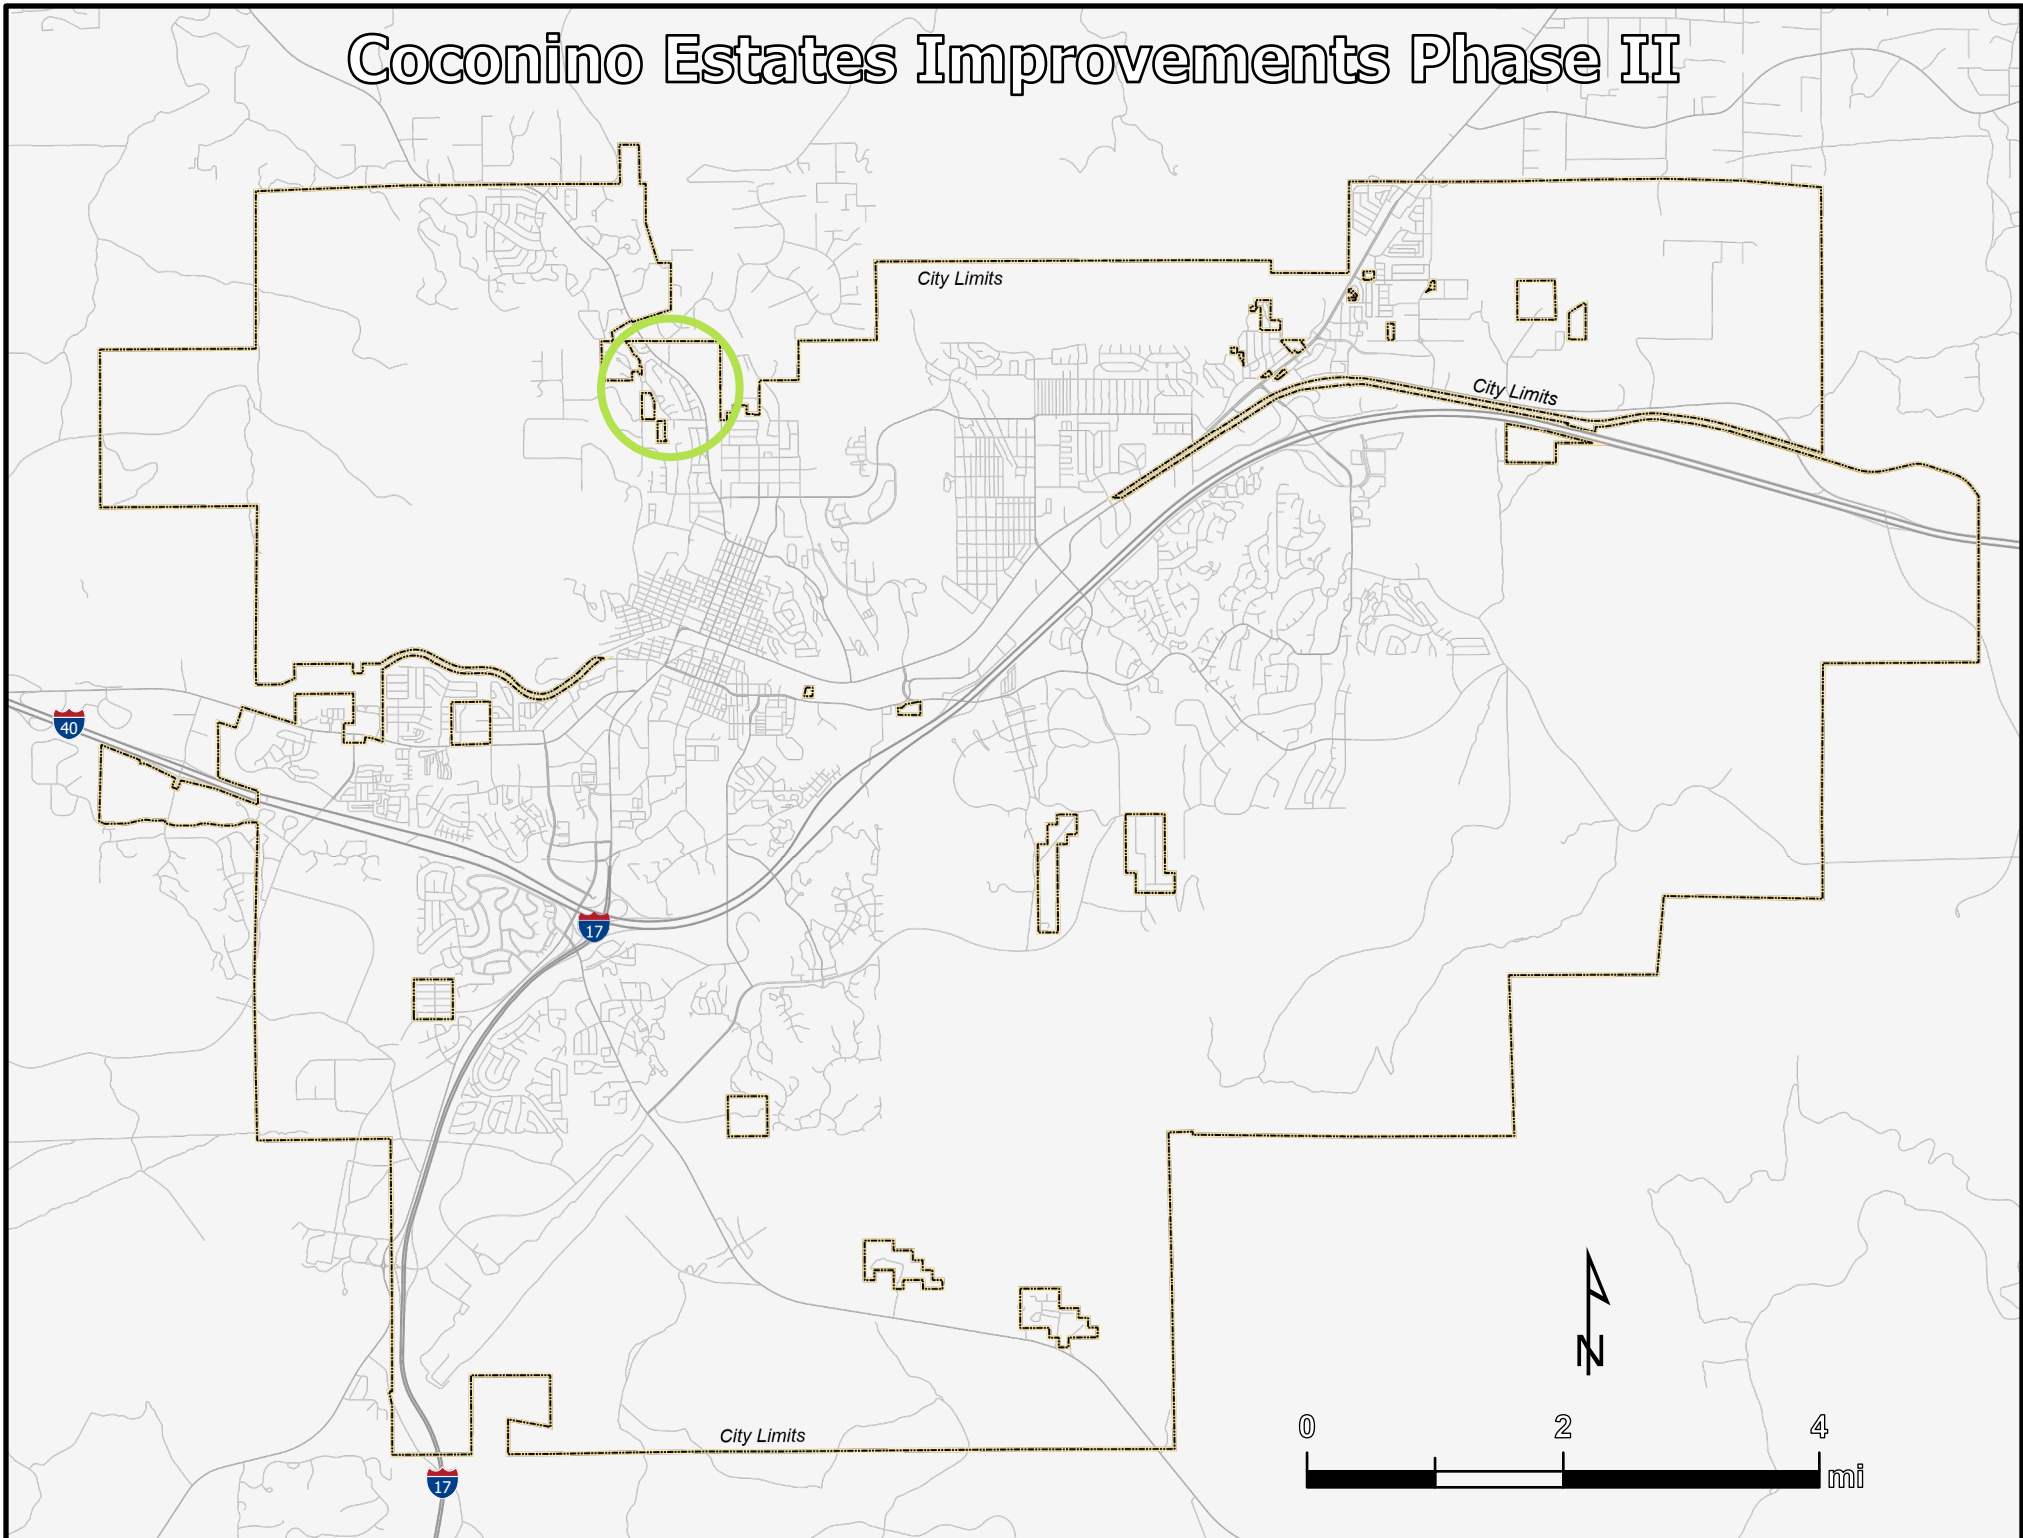 Coconino Estates Improvements Phase II
City Limits
City Limits
40
17
City Limits
17
N
0 2 4
mi